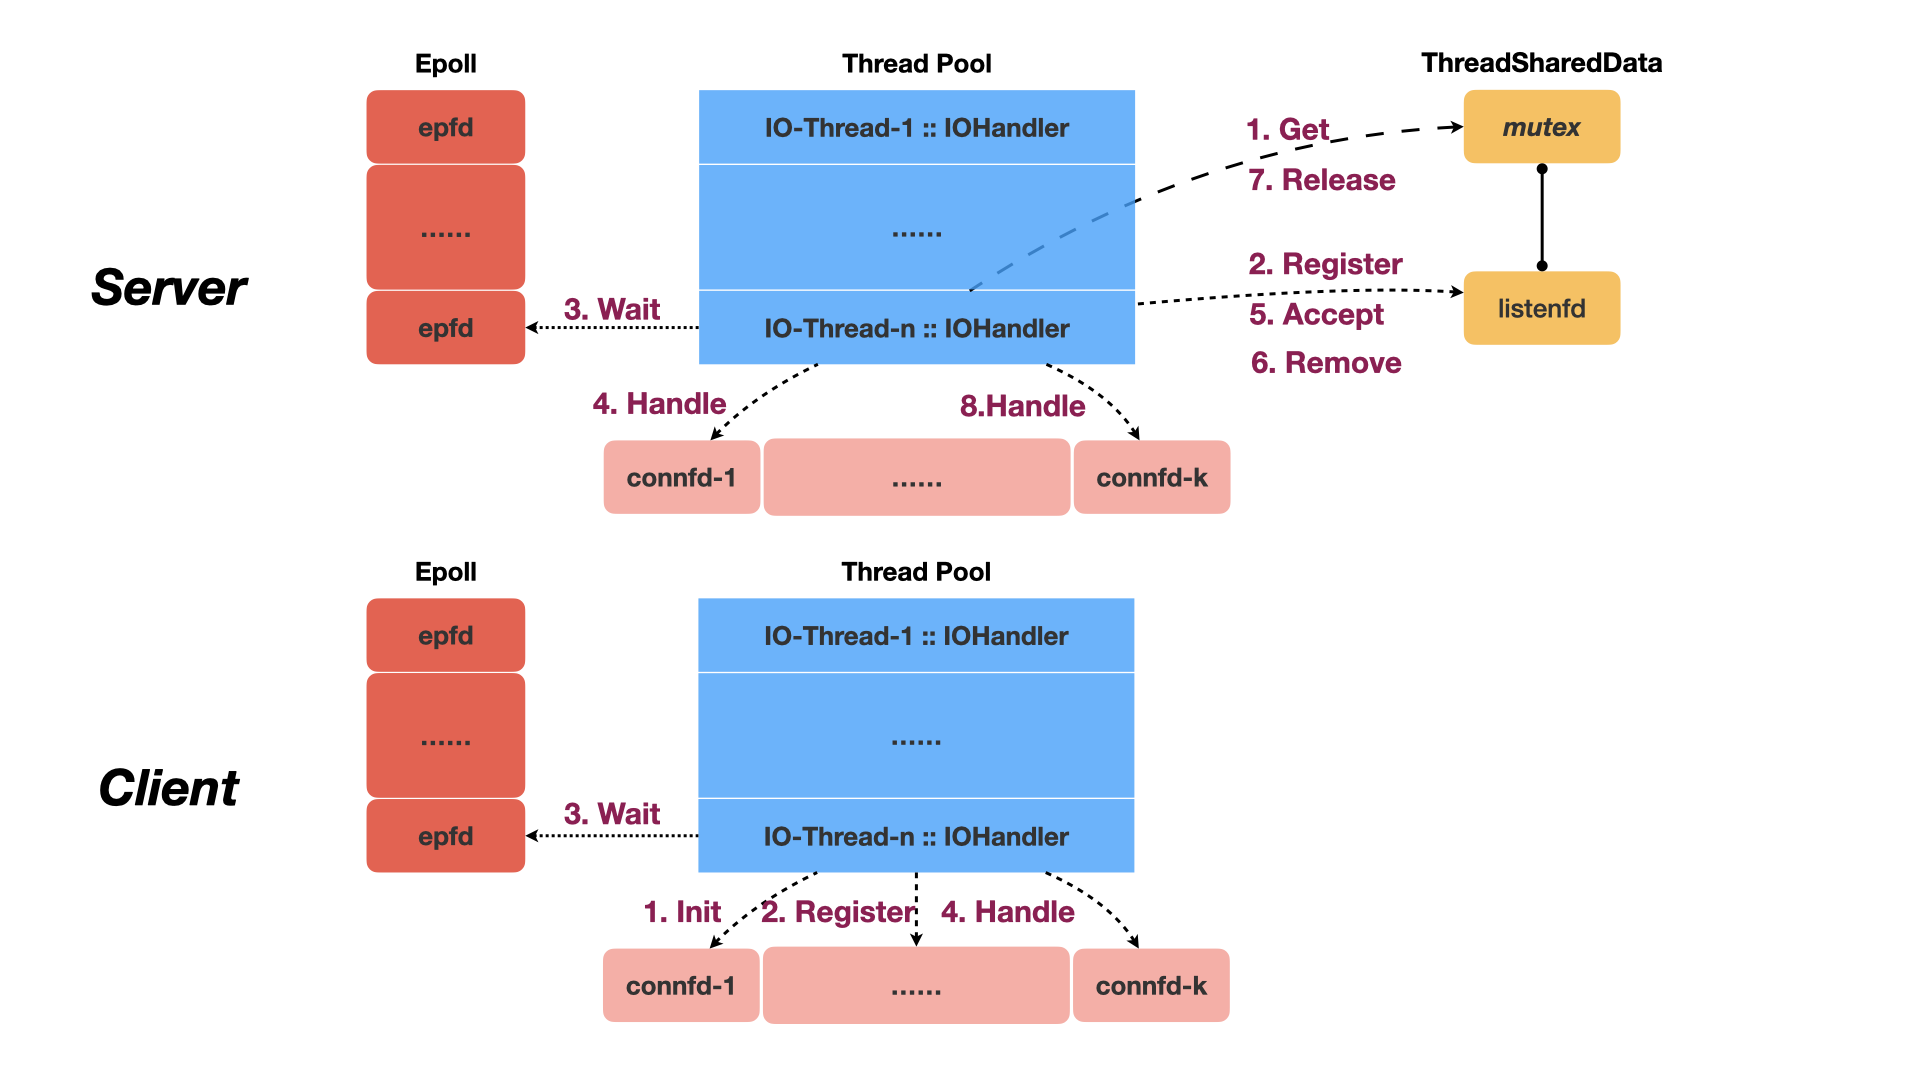 Epoll
Thread Pool
ThreadSharedData
epfd
IO-Thread-1 :: IOHandler
1. Get
mutex
7. Release
......
......
Server
2. Register
3. Wait
5. Accept
listenfd
epfd
IO-Thread-n :: IOHandler
6. Remove
4. Handle
8.Handle
connfd-1
......
connfd-k
Epoll
Thread Pool
epfd
IO-Thread-1 :: IOHandler
......
......
Client
3. Wait
epfd
IO-Thread-n :: IOHandler
1. Init
2. Register
4. Handle
connfd-1
......
connfd-k